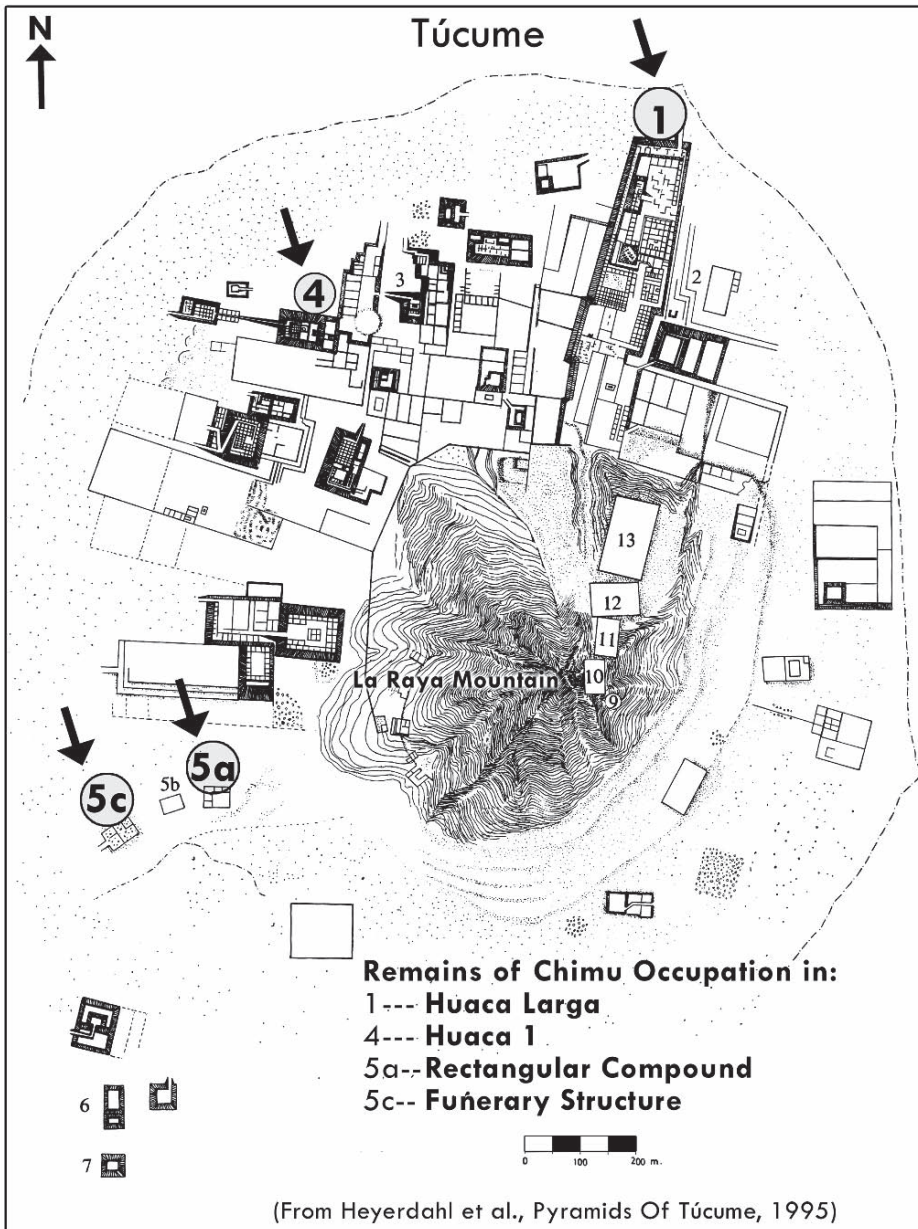 N
Túcume
1
4
3
2
13
12
11
La Raya Mountain
10
9
5a
5b
5c
Remains of Chimu Occupation in:
1--- Huaca Larga
4--- Huaca 1
5a-- Rectangular Compound
5c-- Funerary Structure
6
7
0 100 200 m.
(From Heyerdahl et al., Pyramids Of Túcume, 1995)